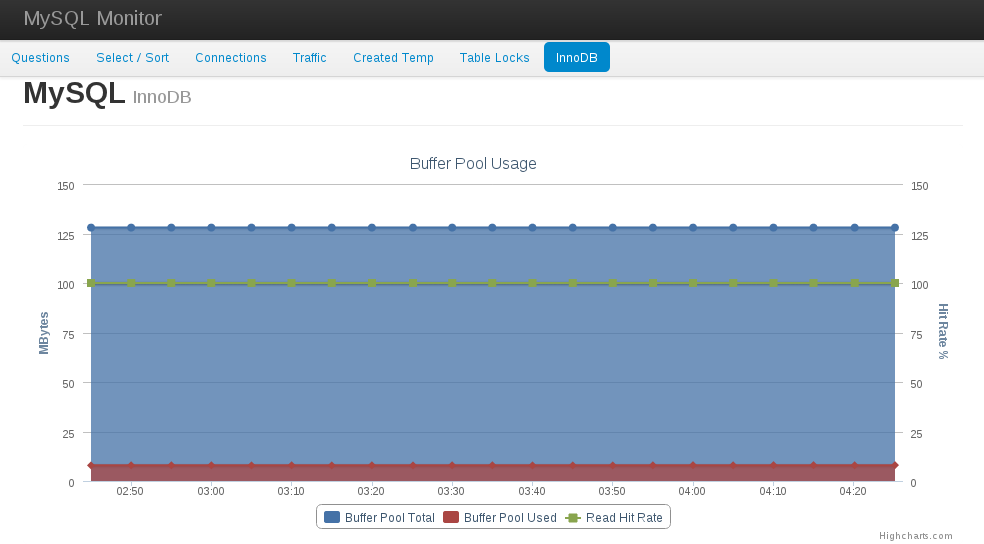 MySQL Monitor
Questions Select / Sort Connections Traffic Created Temp Table Locks InnoDB
MySQL InnoDB
Buffer Pool Usage
150 150
125 125
100 100
75 75
50 50
25 25
0 0
MBytes
Hit Rate %
02:50 03:00 03:10 03:20 03:30 03:40 03:50 04:00 04:10 04:20
Buffer Pool Total Buffer Pool Used Read Hit Rate
Highcharts.com